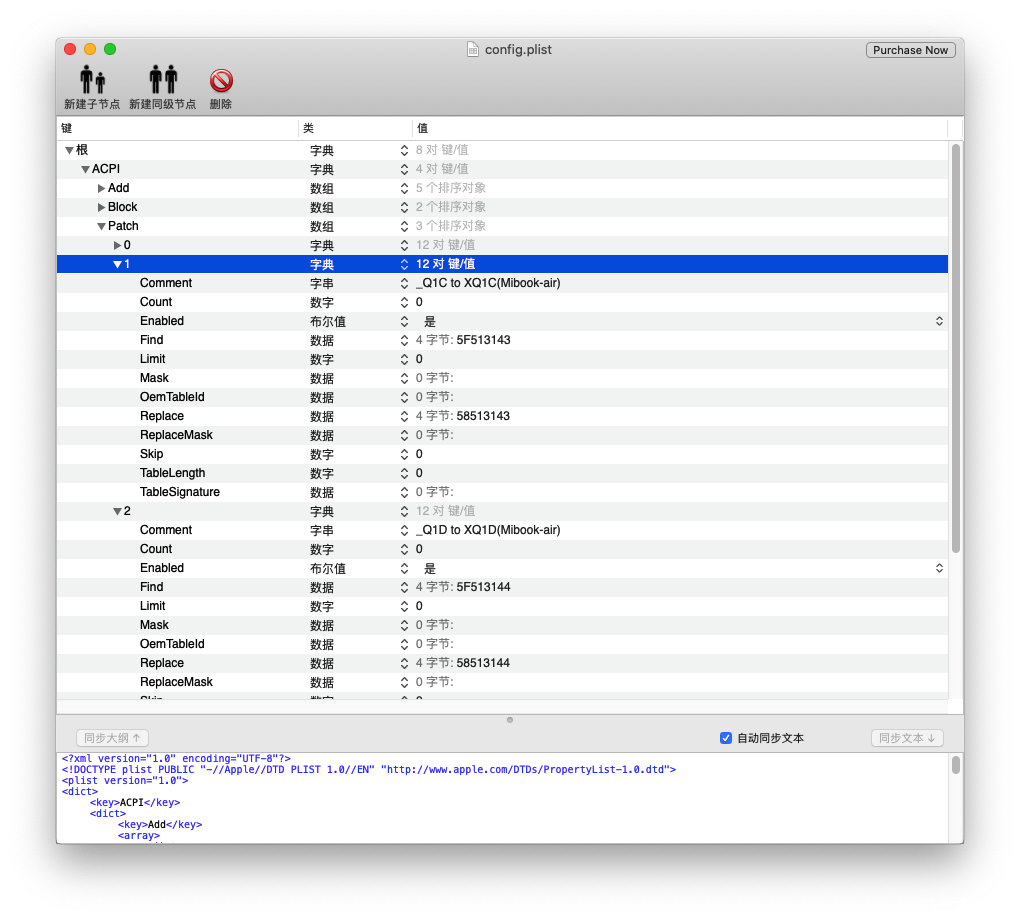 config.plist
Purchase Now
新建子节点 新建同级节点 删除
键 类 值
根 字典 8 对 键/值
ACPI 字典 4 对 键/值
Add 数组 5 个排序对象
Block 数组 2 个排序对象
Patch 数组 3 个排序对象
0 字典 12 对 键/值
1 字典 12 对 键/值
Comment 字串 _Q1C to XQ1C(Mibook-air)
Count 数字 0
Enabled 布尔值 是
Find 数据 4 字节: 5F513143
Limit 数字 0
Mask 数据 0 字节:
OemTableId 数据 0 字节:
Replace 数据 4 字节: 58513143
ReplaceMask 数据 0 字节:
Skip 数字 0
TableLength 数字 0
TableSignature 数据 0 字节:
2 字典 12 对 键/值
Comment 字串 _Q1D to XQ1D(Mibook-air)
Count 数字 0
Enabled 布尔值 是
Find 数据 4 字节: 5F513144
Limit 数字 0
Mask 数据 0 字节:
OemTableId 数据 0 字节:
Replace 数据 4 字节: 58513144
ReplaceMask 数据 0 字节:
Skip 数字 0
同步大纲 ↑ 自动同步文本 同步文本 ↓
<?xml version="1.0" encoding="UTF-8"?>
<!DOCTYPE plist PUBLIC "-//Apple//DTD PLIST 1.0//EN" "http://www.apple.com/DTDs/PropertyList-1.0.dtd">
<plist version="1.0">
<dict>
<key>ACPI</key>
<dict>
<key>Add</key>
<array>